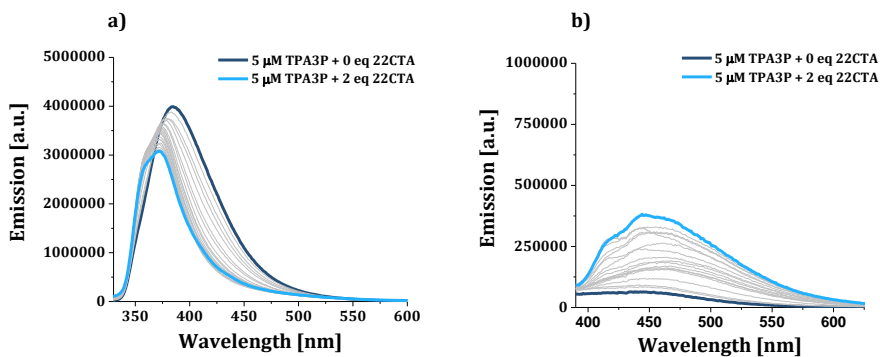 a)
5 µM TPA3P + 0 eq 22CTA
5 µM TPA3P + 2 eq 22CTA
5000000
4000000
3000000
2000000
1000000
0
Emission [a.u.]
350
400
450
500
550
600
Wavelength [nm]
b)
5 µM TPA3P + 0 eq 22CTA
5 µM TPA3P + 2 eq 22CTA
1000000
750000
500000
250000
0
Emission [a.u.]
400
450
500
550
600
Wavelength [nm]